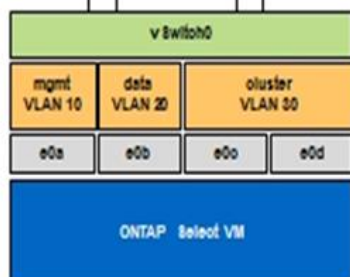 vSwitch0
mgmt
VLAN 10
data
VLAN 20
cluster
VLAN 30
e0a
e0b
e0c
e0d
ONTAP Select VM